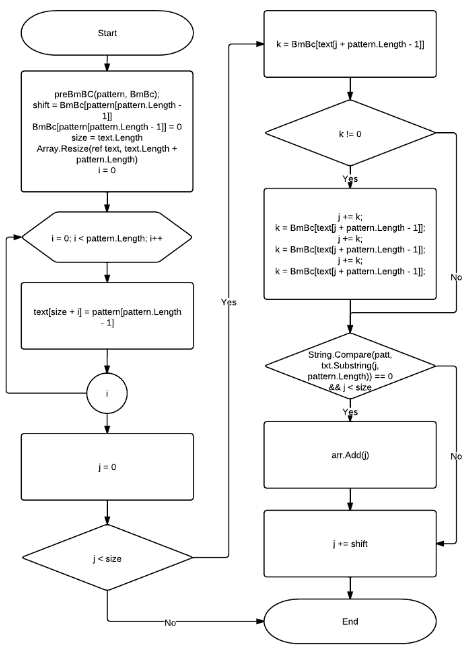 Start
preBmBC(pattern, BmBc);
shift = BmBc[pattern[pattern.Length -
1]]
BmBc[pattern[pattern.Length - 1]] = 0
size = text.Length
Array.Resize(ref text, text.Length +
pattern.Length)
i = 0
i = 0; i < pattern.Length; i++
text[size + i] = pattern[pattern.Length
- 1]
i
j = 0
j < size
Yes
No
k = BmBc[text[j + pattern.Length - 1]]
k != 0
Yes
No
j += k;
k = BmBc[text[j + pattern.Length - 1]];
j += k;
k = BmBc[text[j + pattern.Length - 1]];
j += k;
k = BmBc[text[j + pattern.Length - 1]];
String.Compare(patt,
txt.Substring(j,
pattern.Length)) == 0
&& j < size
Yes
No
arr.Add(j)
j += shift
End